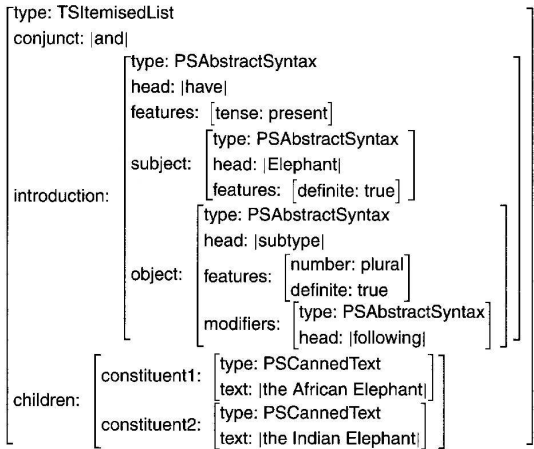 type: TSItemisedList
conjunct: |and|
introduction:
type: PSAbstractSyntax
head: |have|
features: [tense: present]
subject:
type: PSAbstractSyntax
head: |Elephant|
features: [definite: true]
object:
type: PSAbstractSyntax
head: |subtype|
features:
number: plural
definite: true
modifiers:
type: PSAbstractSyntax
head: |following|
children:
constituent1:
type: PSCannedText
text: |the African Elephant|
constituent2:
type: PSCannedText
text: |the Indian Elephant|